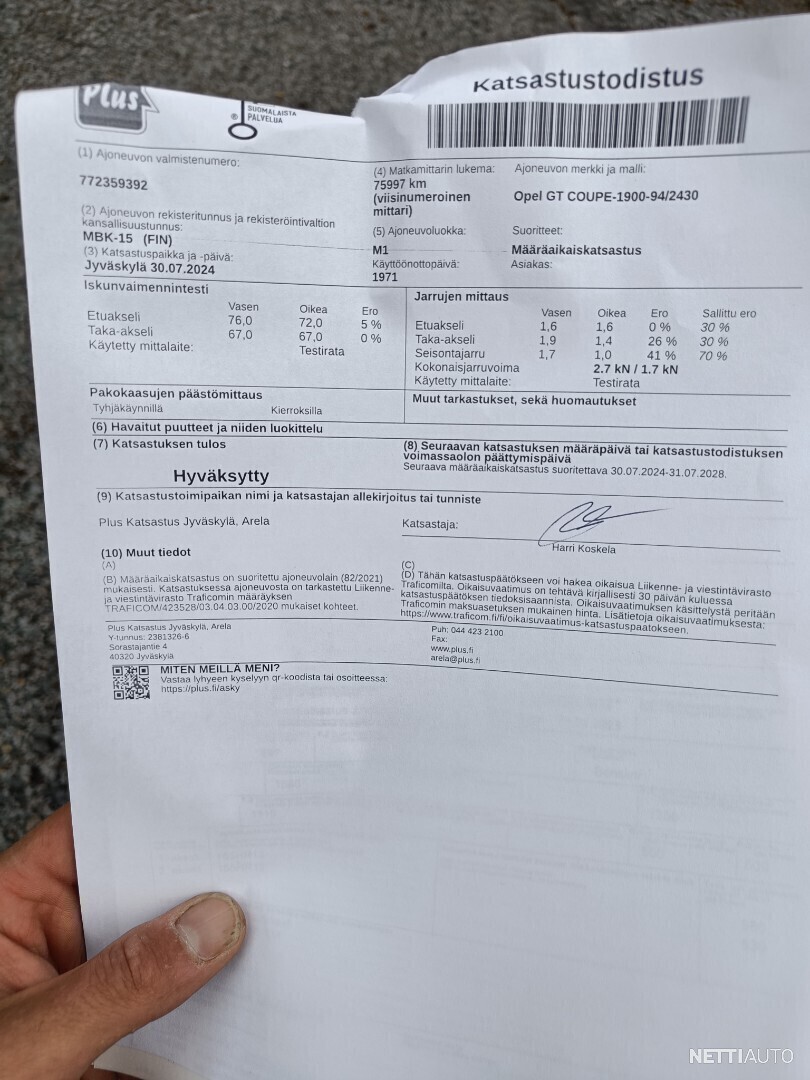 Plus
SUOMALAISTA
PALVELUA
Katsastustodistus
(1) Ajoneuvon valmistenumero:
772359392
(2) Ajoneuvon rekisteritunnus ja rekisteröintivaltion
kansallisuustunnus:
MBK-15 (FIN)
(3) Katsastuspaikka ja -päivä:
Jyväskylä 30.07.2024
(4) Matkamittarin lukema:
75997 km
(viisinumeroinen
mittari)
(5) Ajoneuvoluokka:
M1
Käyttöönottopäivä:
1971
Ajoneuvon merkki ja malli:
Opel GT COUPE-1900-94/2430
Suoritteet:
Määräaikaiskatsastus
Asiakas:
Iskunvaimennintesti
Vasen Oikea Ero
Etuakseli 76,0 72,0 5 %
Taka-akseli 67,0 67,0 0 %
Käytetty mittalaite: Testirata
Jarrujen mittaus
Vasen Oikea Ero Sallittu ero
Etuakseli 1,6 1,6 0 % 30 %
Taka-akseli 1,9 1,4 26 % 30 %
Seisontajarru 1,7 1,0 41 % 70 %
Kokonaisjarruvoima 2.7 kN / 1.7 kN
Käytetty mittalaite: Testirata
Pakokaasujen päästömittaus
Tyhjäkäynnillä Kierroksilla
Muut tarkastukset, sekä huomautukset
(6) Havaitut puutteet ja niiden luokittelu
(7) Katsastuksen tulos
Hyväksytty
(8) Seuraavan katsastuksen määräpäivä tai katsastustodistuksen
voimassaolon päättymispäivä
Seuraava määräaikaiskatsastus suoritettava 30.07.2024-31.07.2028.
(9) Katsastustoimipaikan nimi ja katsastajan allekirjoitus tai tunniste
Plus Katsastus Jyväskylä, Arela
Katsastaja:
Harri Koskela
(10) Muut tiedot
(A)
(B) Määräaikaiskatsastus on suoritettu ajoneuvolain (82/2021)
mukaisesti. Katsastuksessa ajoneuvosta on tarkastettu Liikenne-
ja viestintävirasto Traficomin määräyksen
TRAFICOM/423528/03.04.03.00/2020 mukaiset kohteet.
(C)
(D) Tähän katsastuspäätökseen voi hakea oikaisua Liikenne- ja viestintävirasto
Traficomilta. Oikaisuvaatimus on tehtävä kirjallisesti 30 päivän kuluessa
katsastuspäätöksen tiedoksisaannista. Oikaisuvaatimuksen käsittelystä peritään
Traficomin maksuasetuksen mukainen hinta. Lisätietoja oikaisuvaatimuksesta:
https://www.traficom.fi/fi/oikaisuvaatimus-katsastuspaatokseen.
Plus Katsastus Jyväskylä, Arela
Y-tunnus: 2381326-6
Sorastajantie 4
40320 Jyväskylä
Puh: 044 423 2100
Fax:
www.plus.fi
arela@plus.fi
MITEN MEILLÄ MENI?
Vastaa lyhyeen kyselyyn qr-koodista tai osoitteessa:
https://plus.fi/asky
NETTIAUTO